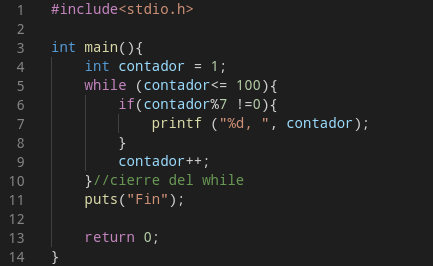 1 #include<stdio.h>
2
3 int main(){
4     int contador = 1;
5     while (contador<= 100){
6         if(contador%7 !=0){
7             printf ("%d, ", contador);
8         }
9         contador++;
10     }//cierre del while
11     puts("Fin");
12
13     return 0;
14 }